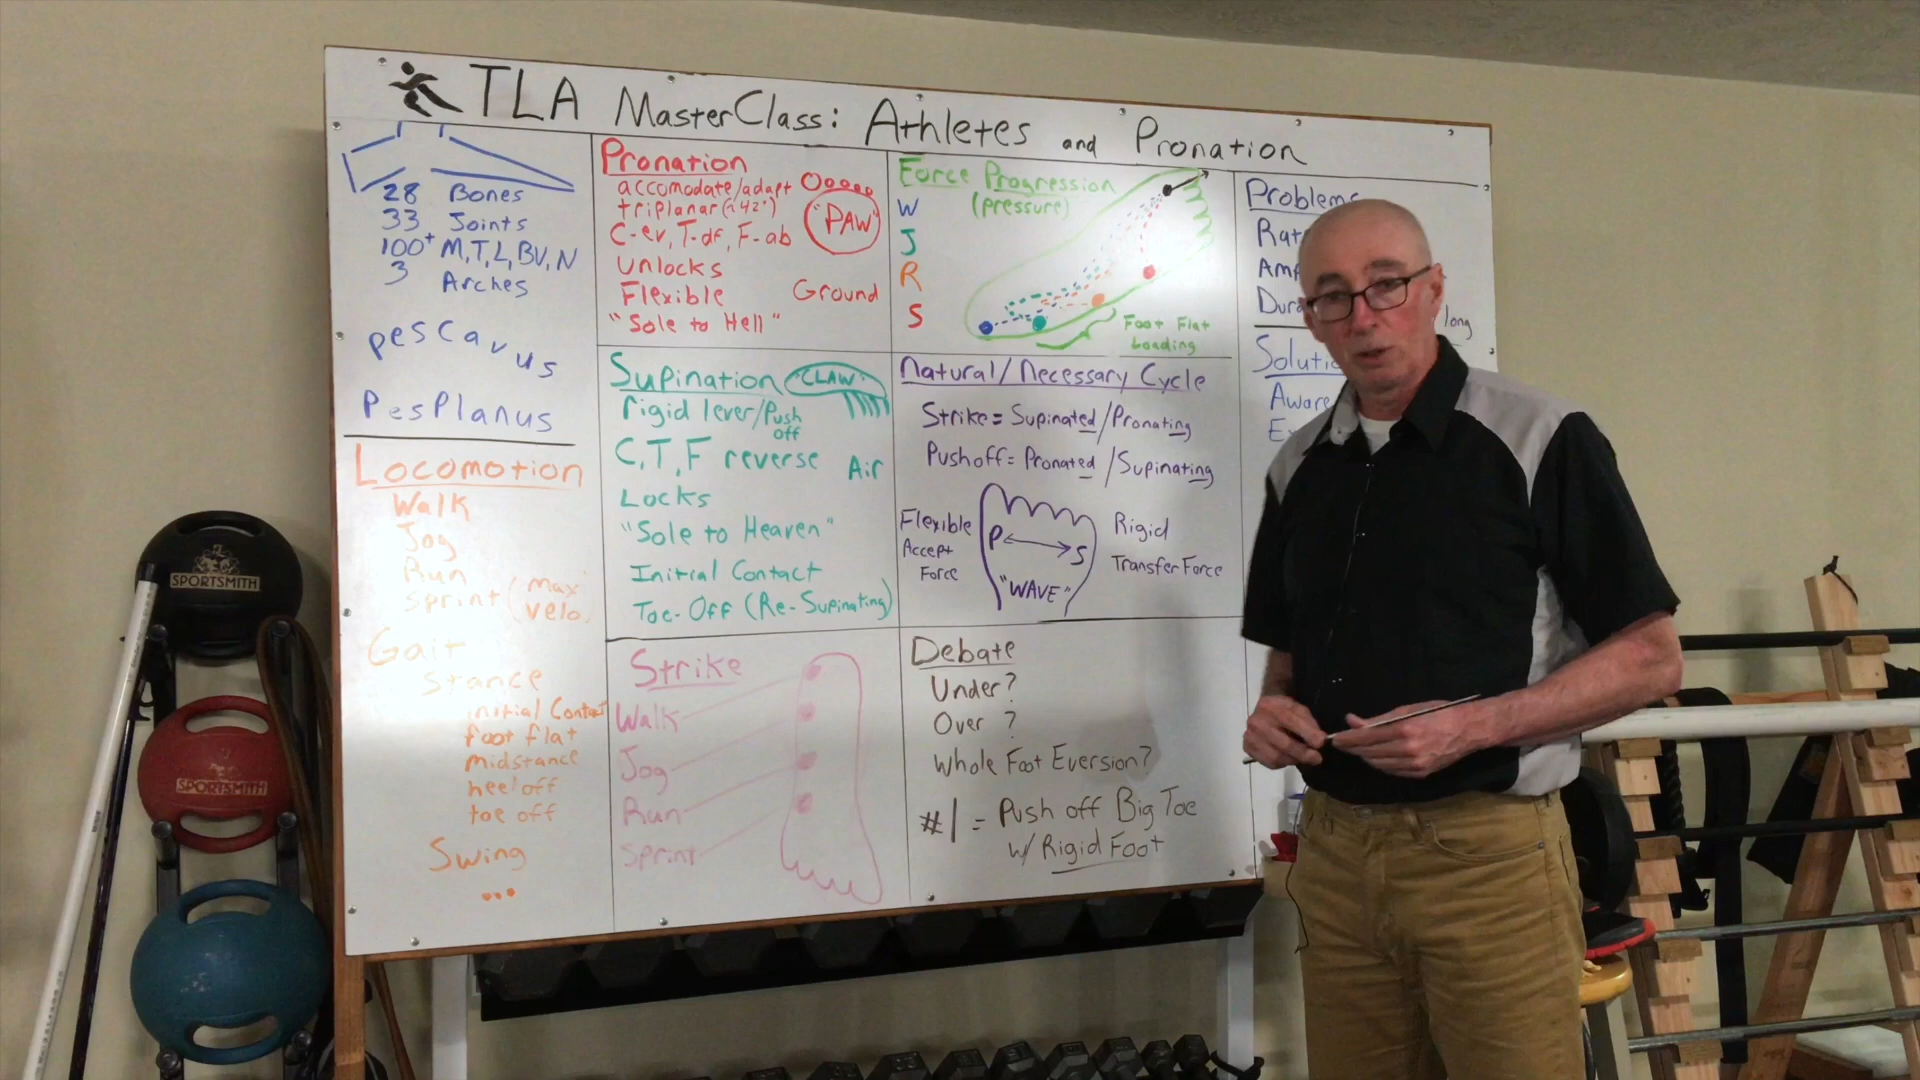 TLA MasterClass: Athletes and Pronation
28 Bones
33 Joints
100+ M,T,L,BV,N
3 Arches
pes Cavus
Pes Planus
Locomotion
Walk
Jog
Run
Sprint (max velo)
Gait
Stance
initial Contact
foot flat
midstance
heel off
toe off
Swing
...
Pronation
accomodate/adapt
triplanar (~42°)
"PAW"
C-ev, T-df, F-ab
Unlocks
Flexible
Ground
"Sole to Hell"
Supination
"CLAW"
rigid lever/Push off
C,T,F reverse
Air
Locks
"Sole to Heaven"
Initial Contact
Toe-Off (Re-Supinating)
Strike
Walk
Jog
Run
Sprint
Force Progression
(pressure)
W
J
R
S
Foot Flat
Loading
Natural/Necessary Cycle
Strike = Supinated/Pronating
Pushoff = Pronated/Supinating
Flexible
Accept
Force
P
S
"WAVE"
Rigid
Transfer Force
Debate
Under?
Over?
Whole Foot Eversion?
#1 = Push off Big Toe
w/ Rigid Foot
Problems
long
SPORTSMITH
SPORTSMITH